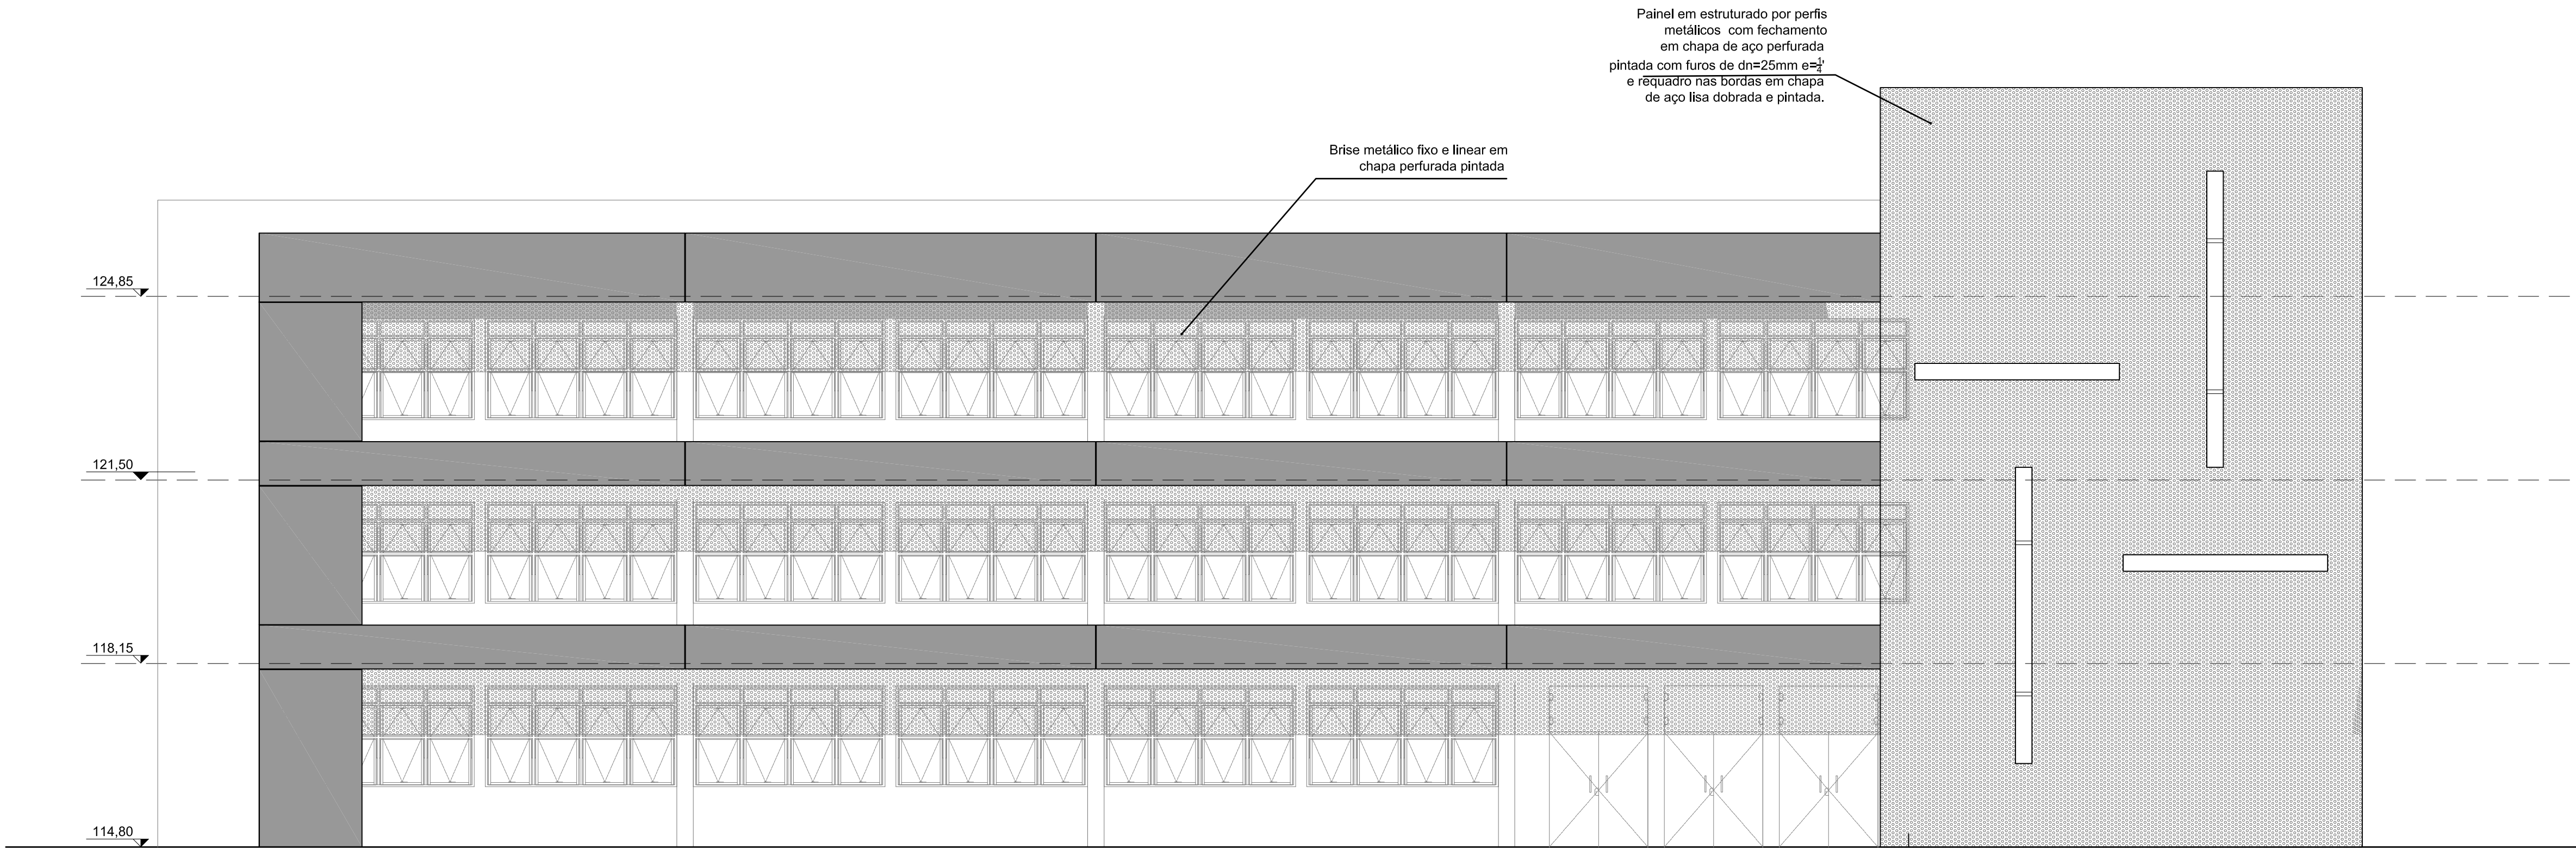 Painel em estruturado por perfis
metálicos com fechamento
em chapa de aço perfurada
pintada com furos de dn=25mm e=1/4'
e requadro nas bordas em chapa
de aço lisa dobrada e pintada.
Brise metálico fixo e linear em
chapa perfurada pintada
124,85
121,50
118,15
114,80